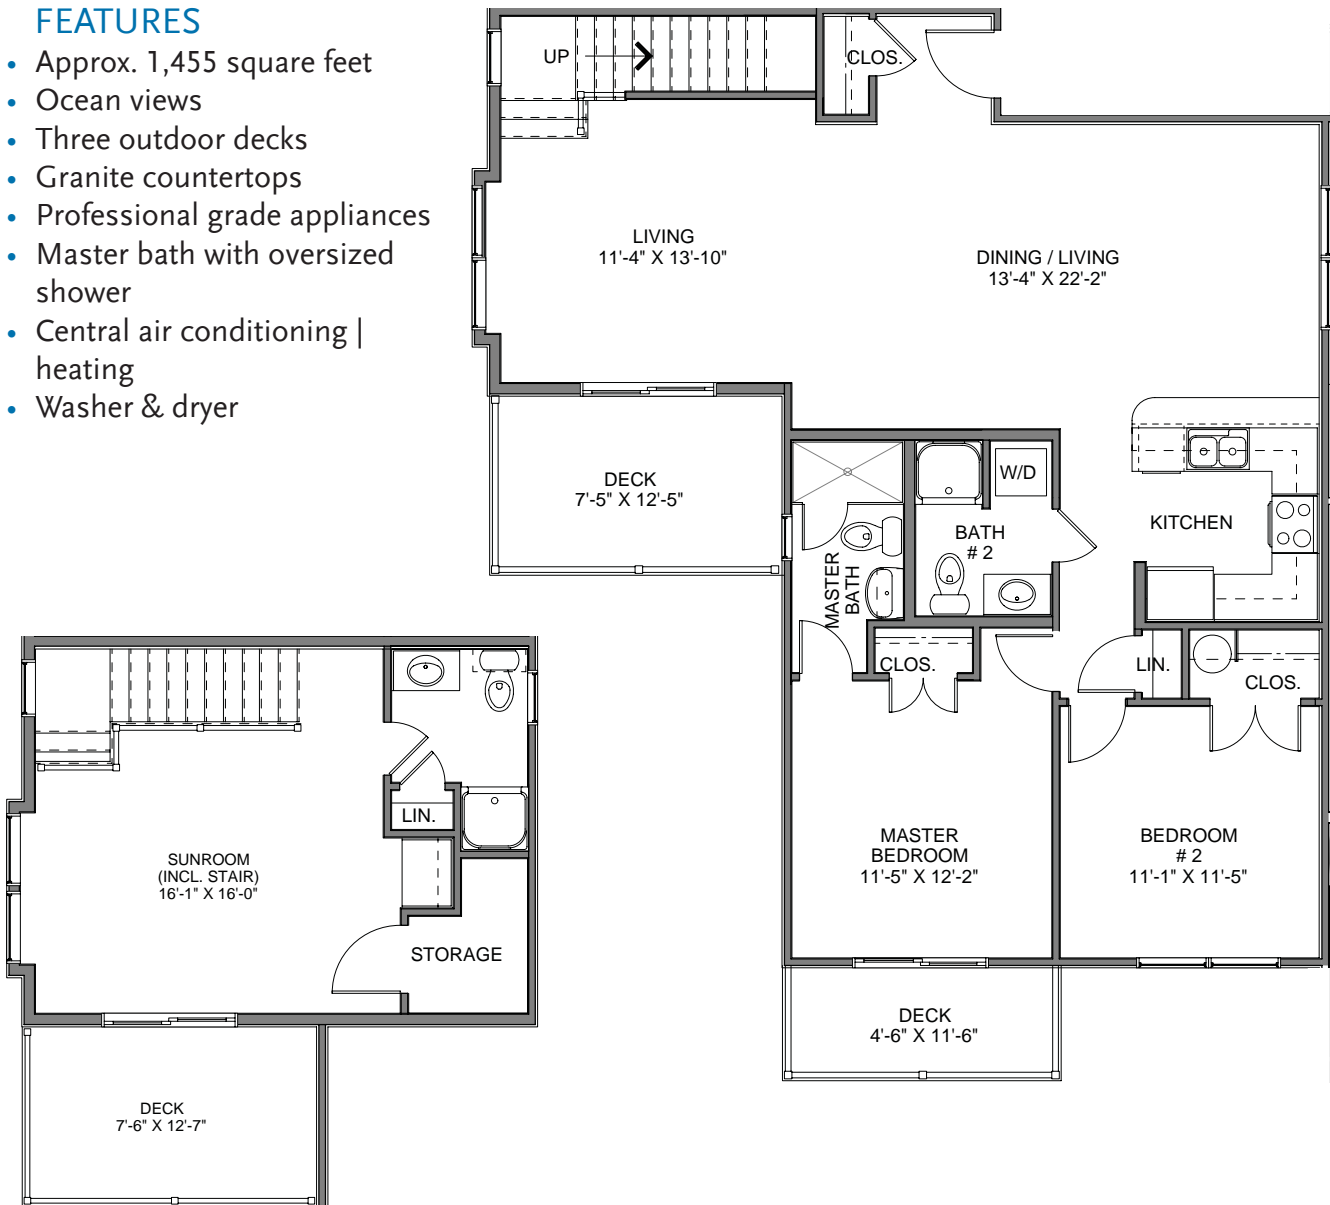 FEATURES
• Approx. 1,455 square feet
• Ocean views
• Three outdoor decks
• Granite countertops
• Professional grade appliances
• Master bath with oversized
shower
• Central air conditioning |
heating
• Washer & dryer
UP
CLOS.
LIVING
11'-4" X 13'-10"
DINING / LIVING
13'-4" X 22'-2"
DECK
7'-5" X 12'-5"
W/D
BATH
# 2
KITCHEN
MASTER
BATH
CLOS.
LIN.
CLOS.
MASTER
BEDROOM
11'-5" X 12'-2"
BEDROOM
# 2
11'-1" X 11'-5"
DECK
4'-6" X 11'-6"
LIN.
SUNROOM
(INCL. STAIR)
16'-1" X 16'-0"
STORAGE
DECK
7'-6" X 12'-7"